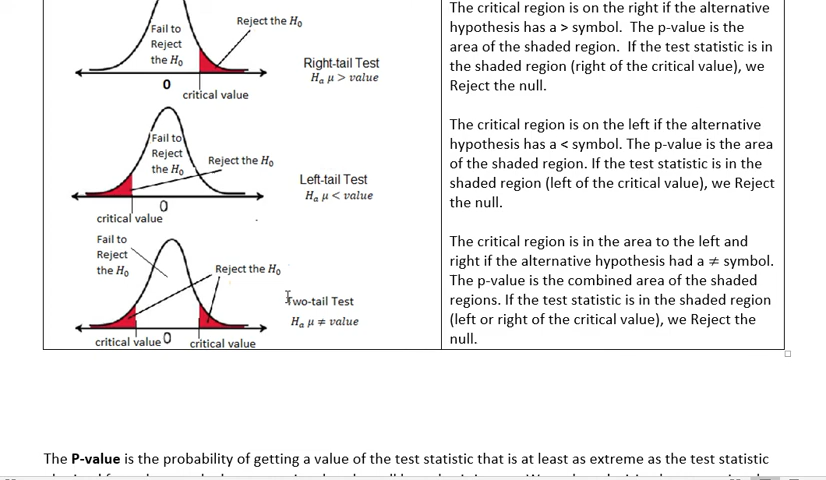 Fail to
Reject
the H₀
Reject the H₀
0
critical value
Right-tail Test
Hₐ μ > value
The critical region is on the right if the alternative
hypothesis has a > symbol. The p-value is the
area of the shaded region. If the test statistic is in
the shaded region (right of the critical value), we
Reject the null.
Fail to
Reject
the H₀
Reject the H₀
0
critical value
Left-tail Test
Hₐ μ < value
The critical region is on the left if the alternative
hypothesis has a < symbol. The p-value is the area
of the shaded region. If the test statistic is in the
shaded region (left of the critical value), we Reject
the null.
Fail to
Reject
the H₀
Reject the H₀
critical value 0 critical value
Two-tail Test
Hₐ μ ≠ value
The critical region is in the area to the left and
right if the alternative hypothesis had a ≠ symbol.
The p-value is the combined area of the shaded
regions. If the test statistic is in the shaded region
(left or right of the critical value), we Reject the
null.
The P-value is the probability of getting a value of the test statistic that is at least as extreme as the test statistic